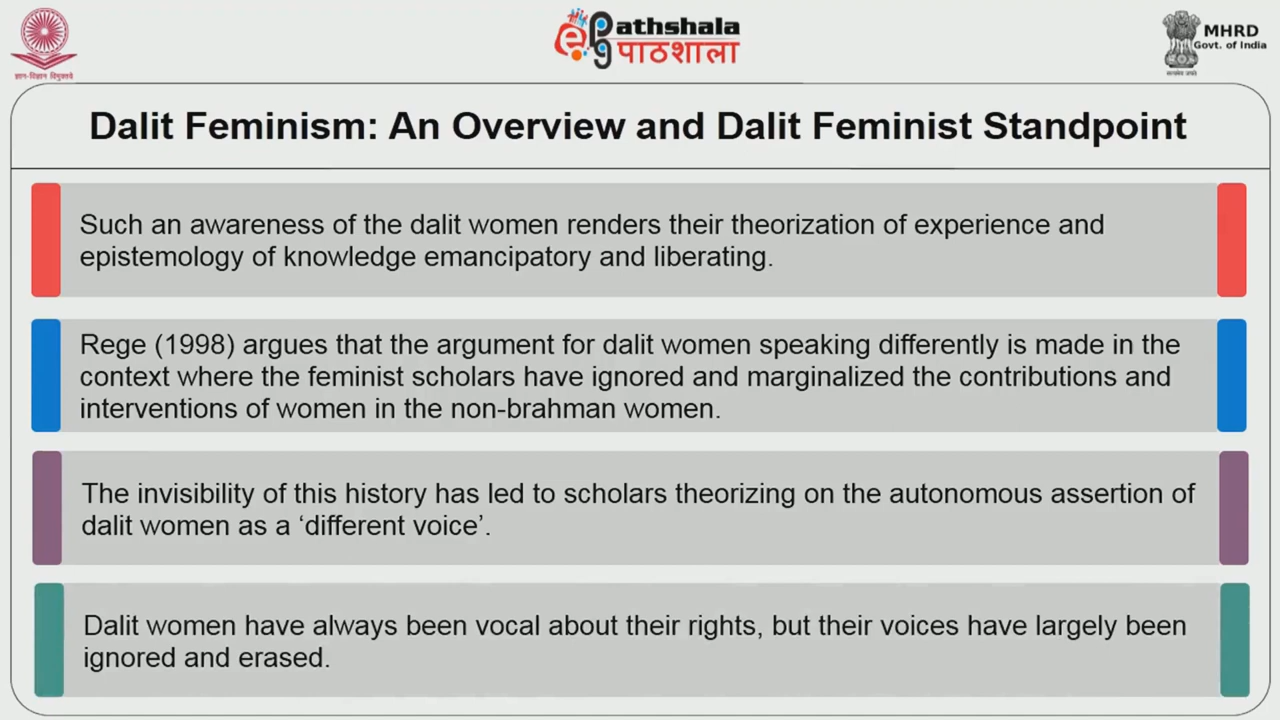 ज्ञान-विज्ञान विमुक्तये
ePathshala
पाठशाला
MHRD
Govt. of India
सत्यमेव जयते
Dalit Feminism: An Overview and Dalit Feminist Standpoint
Such an awareness of the dalit women renders their theorization of experience and
epistemology of knowledge emancipatory and liberating.
Rege (1998) argues that the argument for dalit women speaking differently is made in the
context where the feminist scholars have ignored and marginalized the contributions and
interventions of women in the non-brahman women.
The invisibility of this history has led to scholars theorizing on the autonomous assertion of
dalit women as a ‘different voice’.
Dalit women have always been vocal about their rights, but their voices have largely been
ignored and erased.